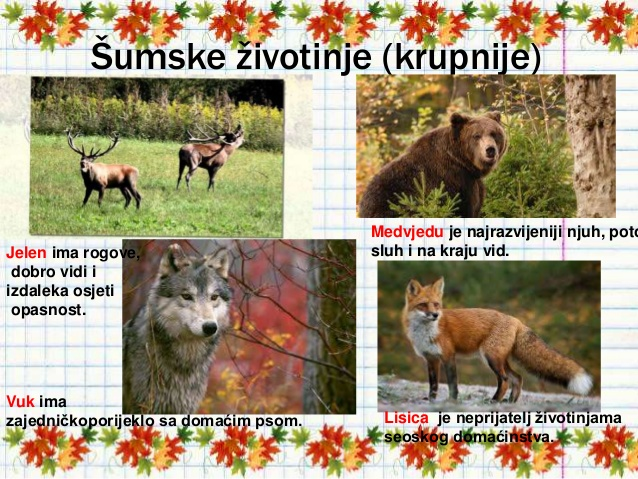 Šumske životinje (krupnije)
Jelen ima rogove,
dobro vidi i
izdaleka osjeti
opasnost.
Medvjedu je najrazvijeniji njuh, poto
sluh i na kraju vid.
Vuk ima
zajedničkoporijeklo sa domaćim psom.
Lisica je neprijatelj životinjama
seoskog domaćinstva.